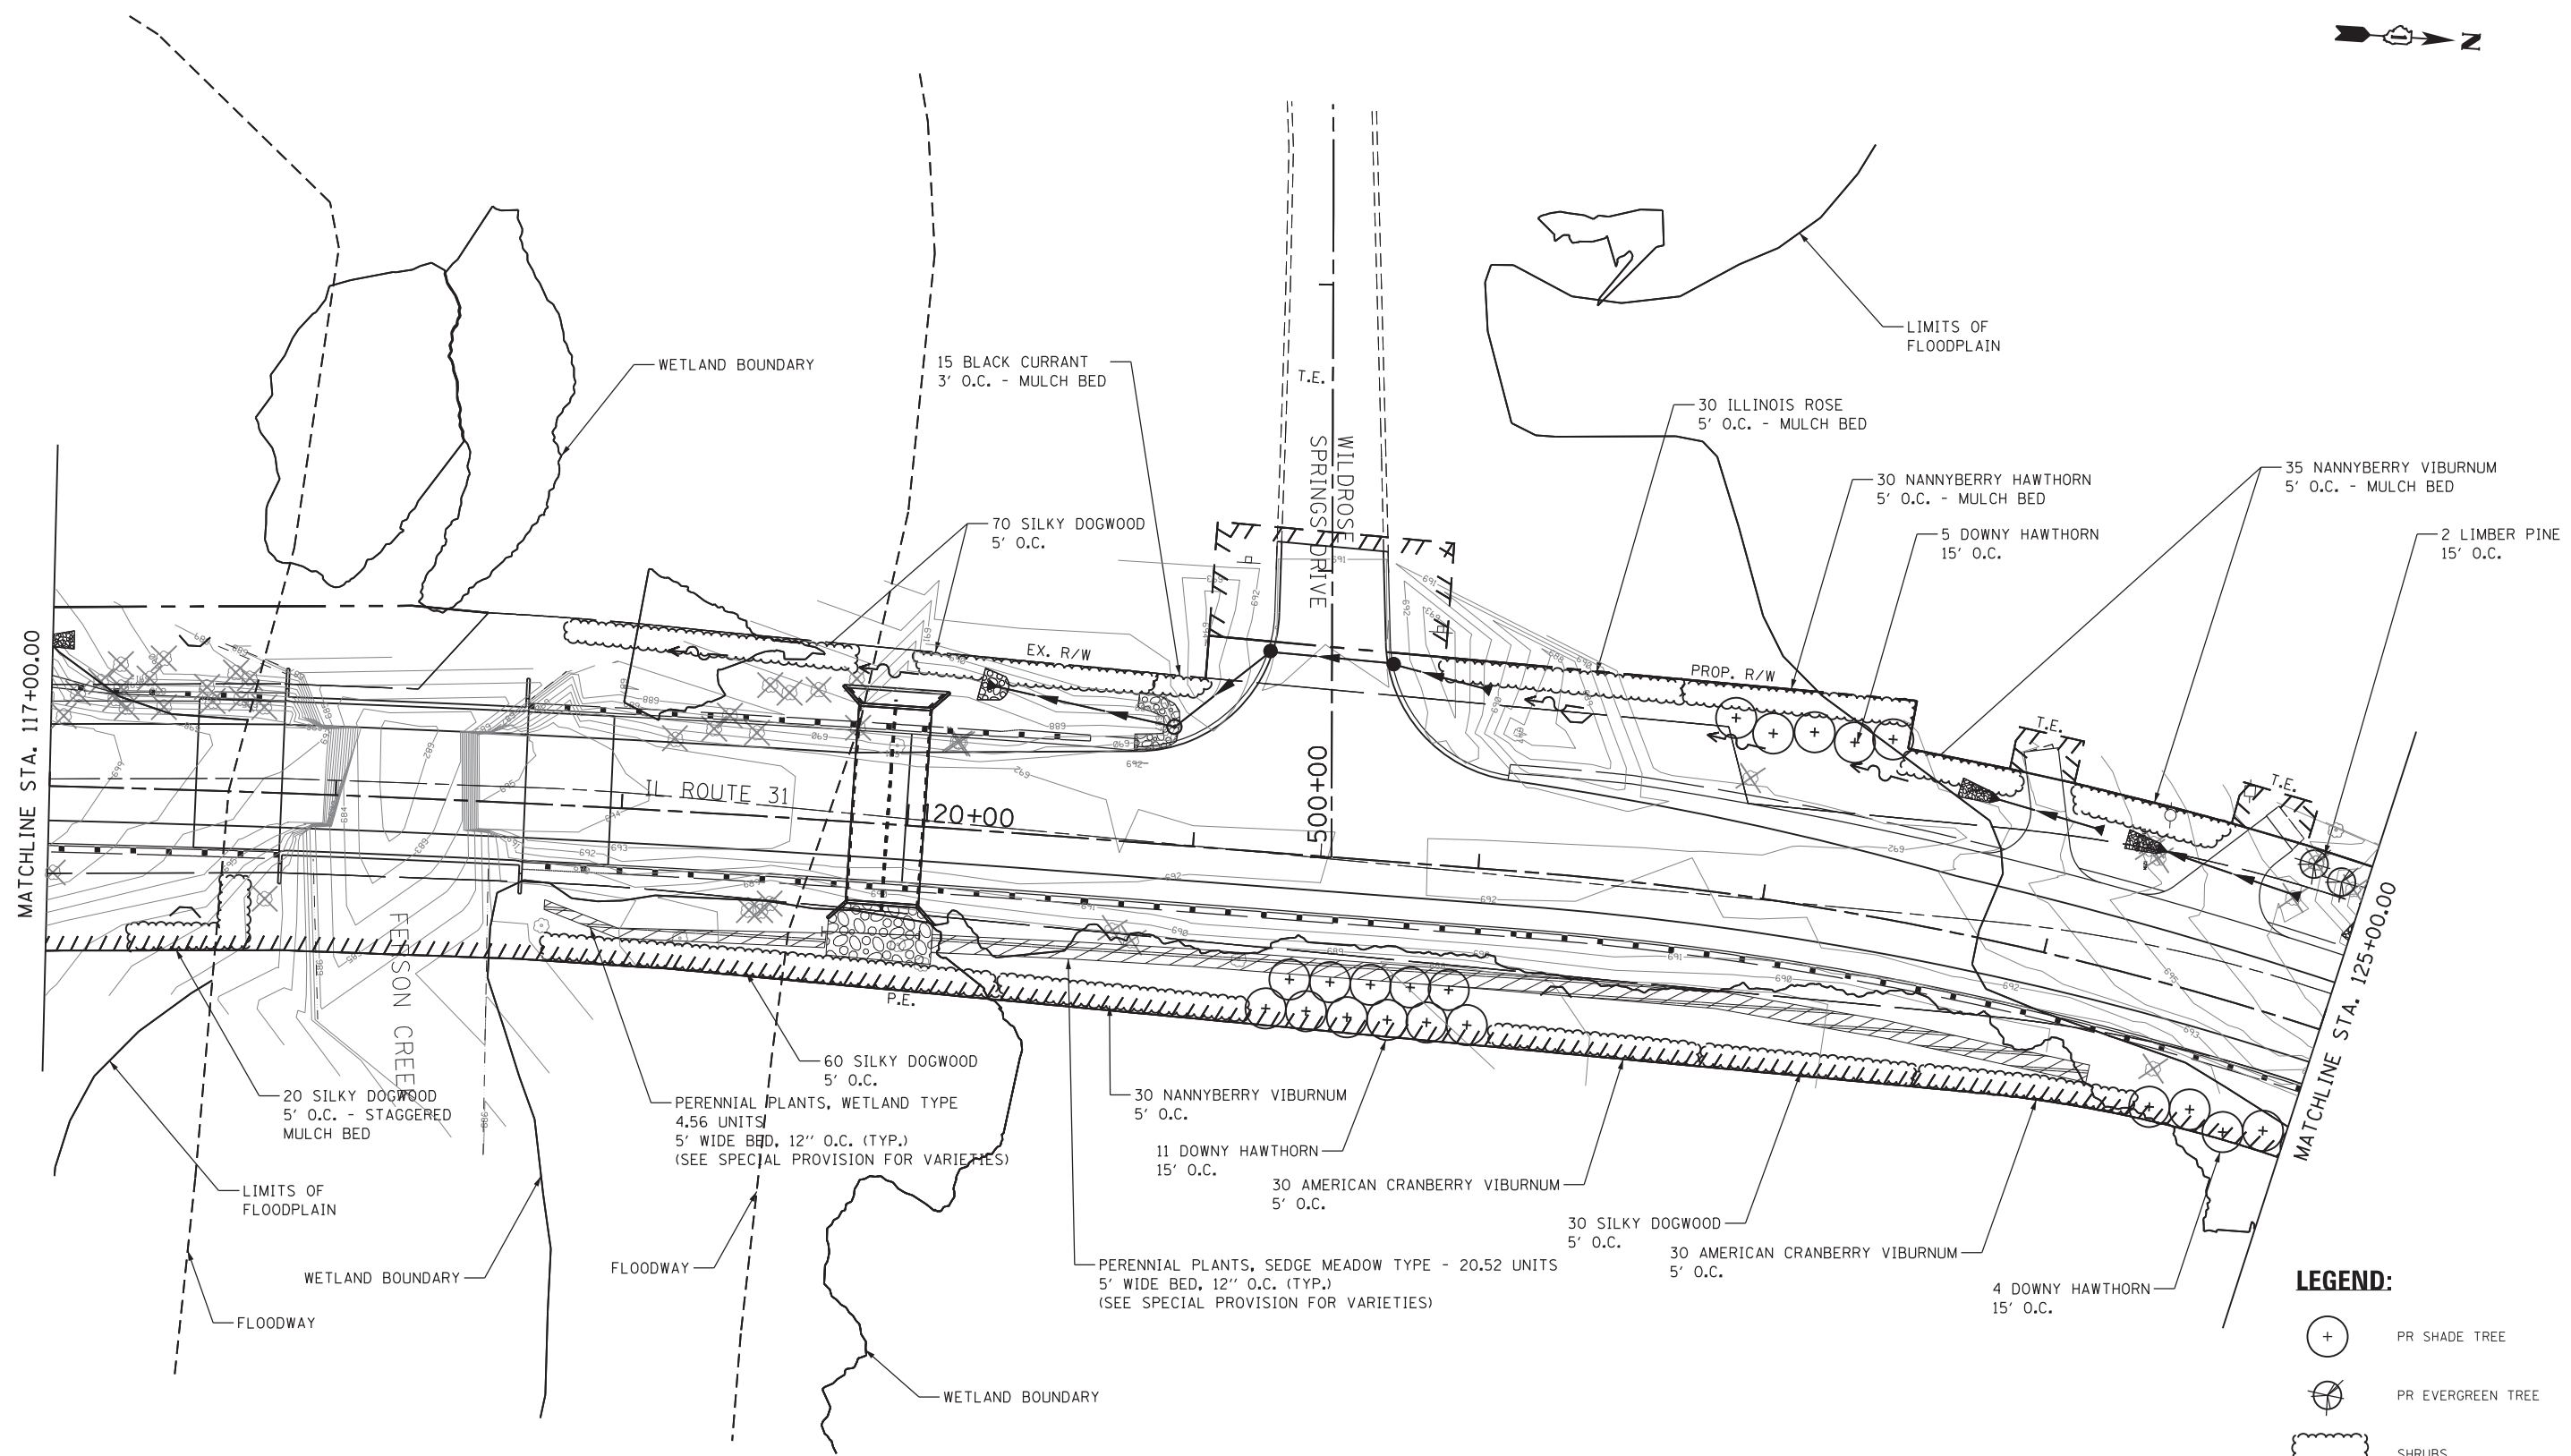 N
WETLAND BOUNDARY
15 BLACK CURRANT
3' O.C. - MULCH BED
T.E.
LIMITS OF
FLOODPLAIN
30 ILLINOIS ROSE
5' O.C. - MULCH BED
WILDROSE
SPRINGS DRIVE
30 NANNYBERRY HAWTHORN
5' O.C. - MULCH BED
35 NANNYBERRY VIBURNUM
5' O.C. - MULCH BED
5 DOWNY HAWTHORN
15' O.C.
2 LIMBER PINE
15' O.C.
70 SILKY DOGWOOD
5' O.C.
EX. R/W
PROP. R/W
T.E.
T.E.
MATCHLINE STA. 117+00.00
IL ROUTE 31
120+00
500+00
MATCHLINE STA. 125+00.00
FERSON CREEK
P.E.
20 SILKY DOGWOOD
5' O.C. - STAGGERED
MULCH BED
60 SILKY DOGWOOD
5' O.C.
PERENNIAL PLANTS, WETLAND TYPE
4.56 UNITS
5' WIDE BED, 12'' O.C. (TYP.)
(SEE SPECIAL PROVISION FOR VARIETIES)
30 NANNYBERRY VIBURNUM
5' O.C.
11 DOWNY HAWTHORN
15' O.C.
30 AMERICAN CRANBERRY VIBURNUM
5' O.C.
30 SILKY DOGWOOD
5' O.C.
30 AMERICAN CRANBERRY VIBURNUM
5' O.C.
4 DOWNY HAWTHORN
15' O.C.
LIMITS OF
FLOODPLAIN
WETLAND BOUNDARY
FLOODWAY
FLOODWAY
PERENNIAL PLANTS, SEDGE MEADOW TYPE - 20.52 UNITS
5' WIDE BED, 12'' O.C. (TYP.)
(SEE SPECIAL PROVISION FOR VARIETIES)
WETLAND BOUNDARY
LEGEND:
PR SHADE TREE
PR EVERGREEN TREE
SHRUBS